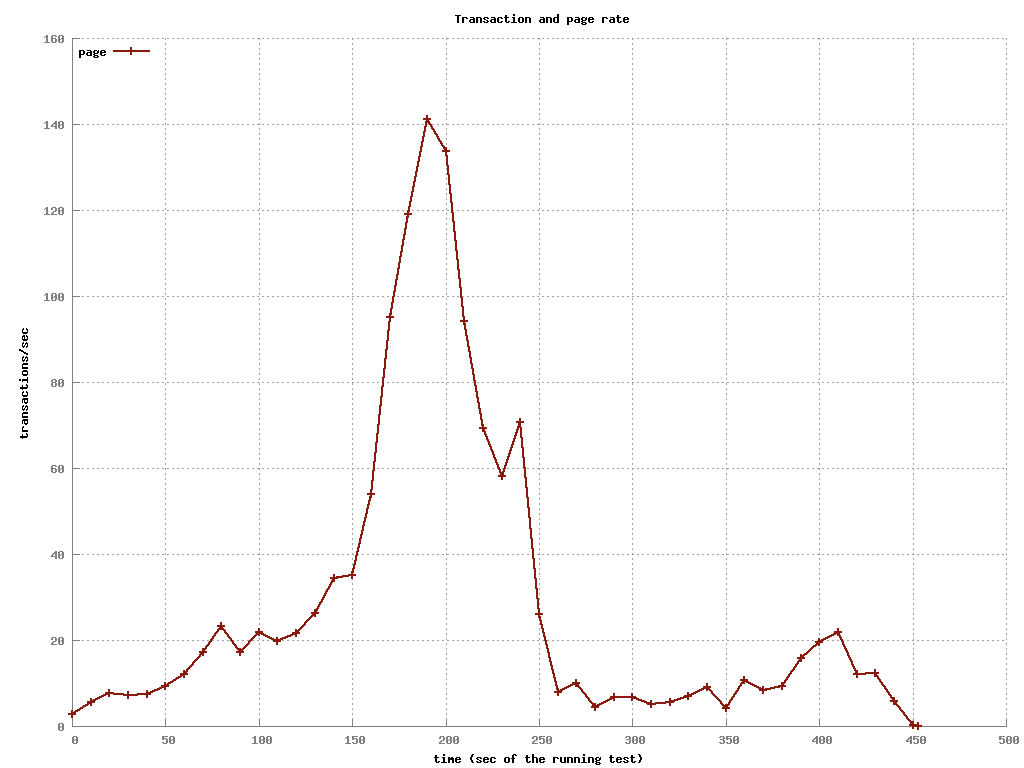 Transaction and page rate
160
page
140
120
100
80
60
40
20
0
transactions/sec
0 50 100 150 200 250 300 350 400 450 500
time (sec of the running test)